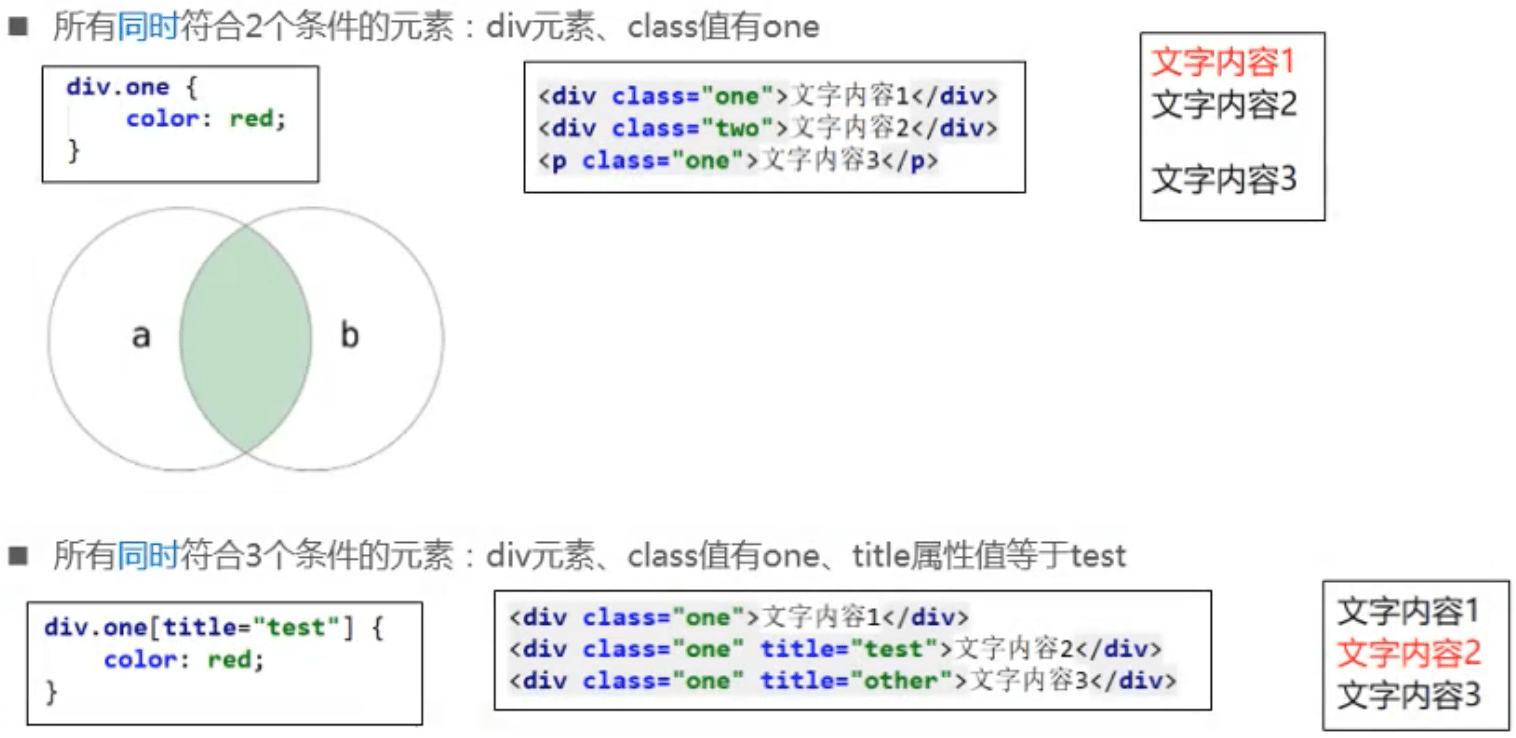 ■ 所有同时符合2个条件的元素：div元素、class值有one
div.one {
color: red;
}
<div class="one">文字内容1</div>
<div class="two">文字内容2</div>
<p class="one">文字内容3</p>
文字内容1
文字内容2
文字内容3
a
b
■ 所有同时符合3个条件的元素：div元素、class值有one、title属性值等于test
div.one[title="test"] {
color: red;
}
<div class="one">文字内容1</div>
<div class="one" title="test">文字内容2</div>
<div class="one" title="other">文字内容3</div>
文字内容1
文字内容2
文字内容3